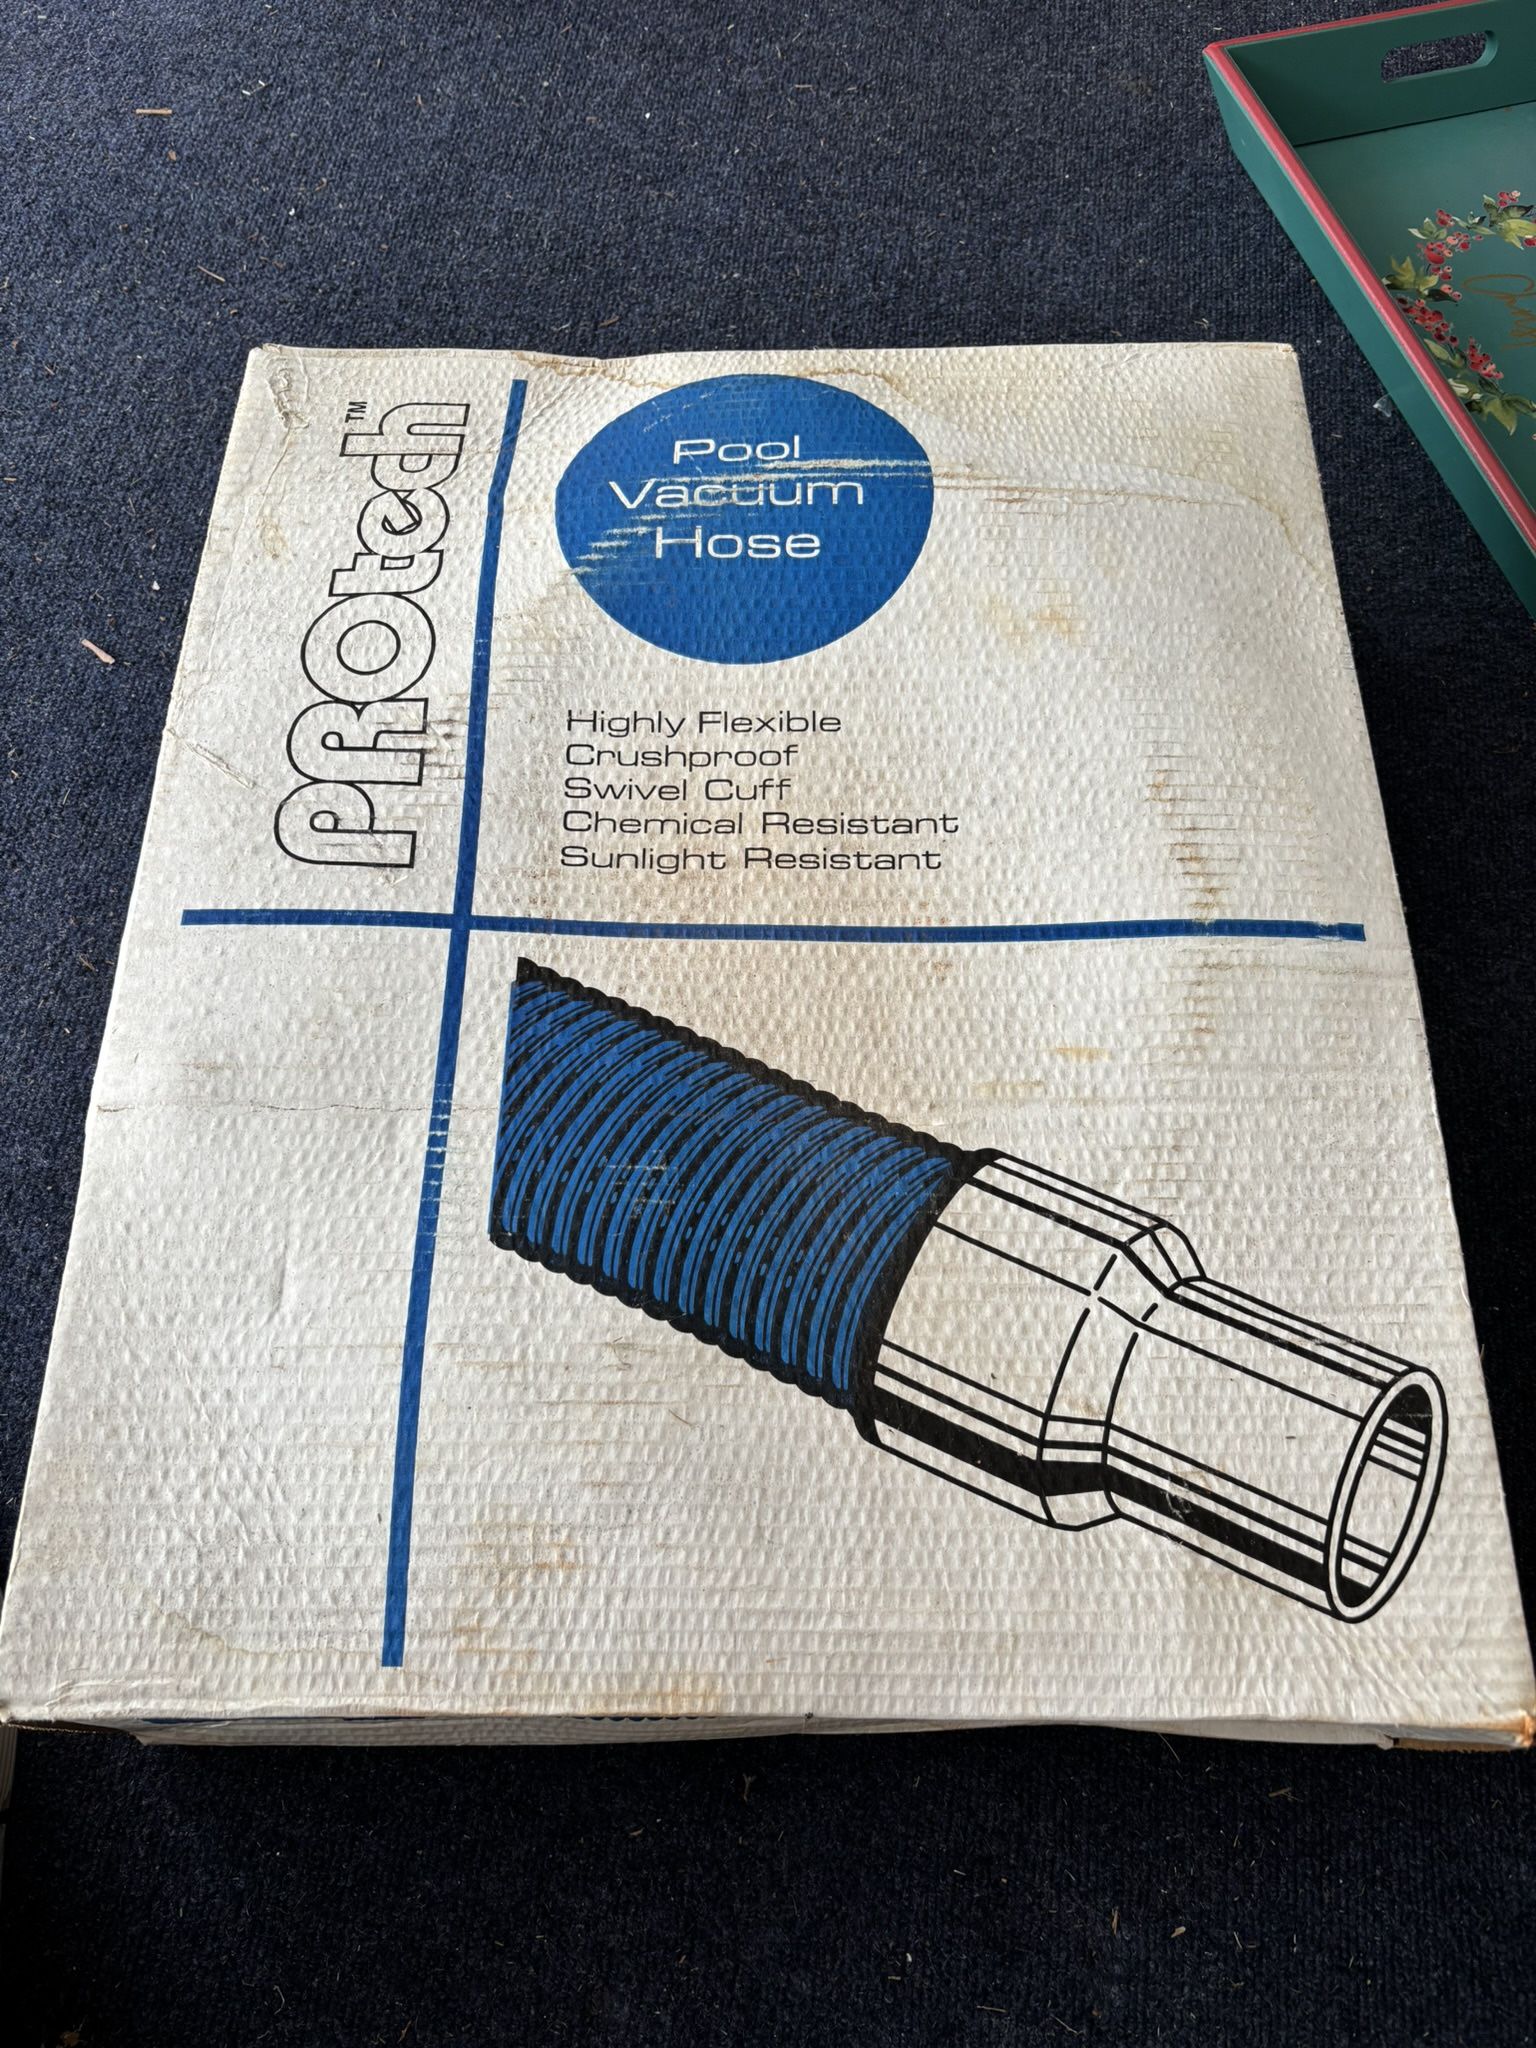 PROtech™
Pool
Vacuum
Hose
Highly Flexible
Crushproof
Swivel Cuff
Chemical Resistant
Sunlight Resistant